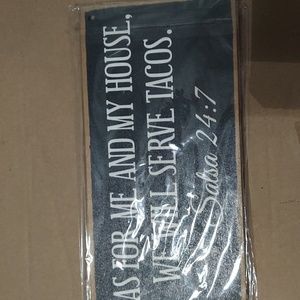 AS FOR ME AND MY HOUSE,
WE WILL SERVE TACOS.
Salsa 24:7